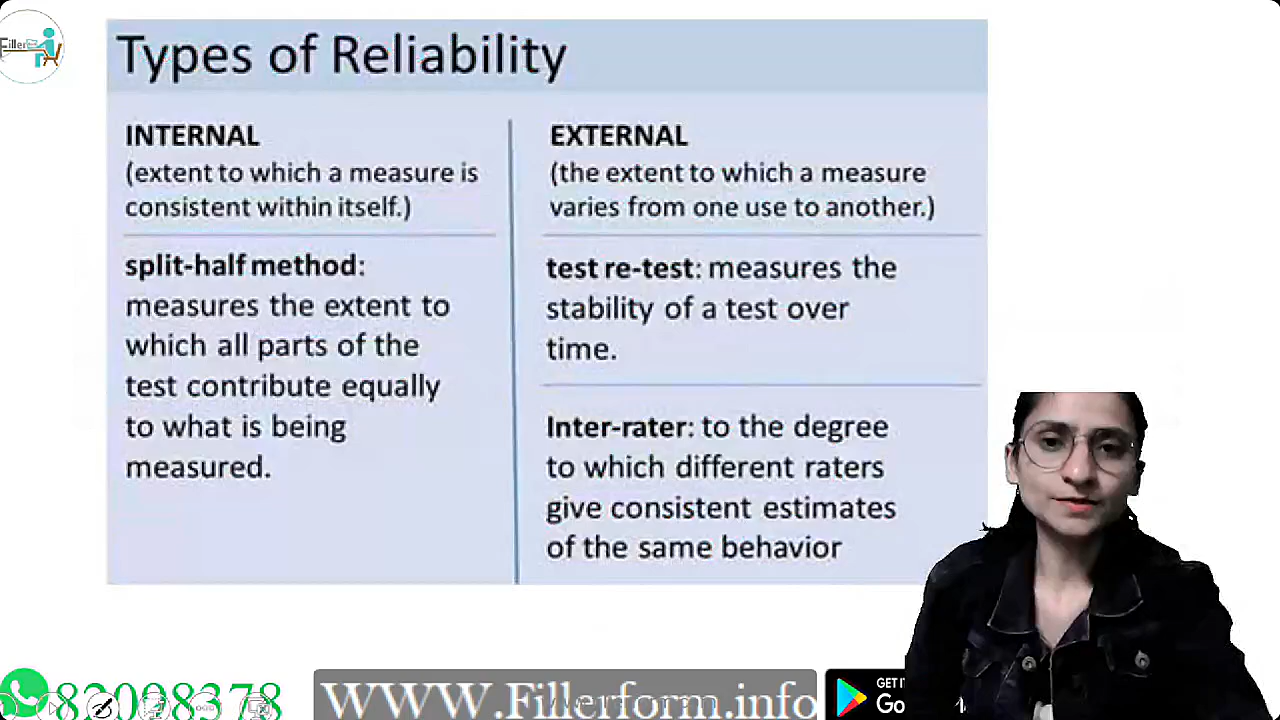 Filler
Types of Reliability
INTERNAL
(extent to which a measure is
consistent within itself.)
split-half method:
measures the extent to
which all parts of the
test contribute equally
to what is being
measured.
EXTERNAL
(the extent to which a measure
varies from one use to another.)
test re-test: measures the
stability of a test over
time.
Inter-rater: to the degree
to which different raters
give consistent estimates
of the same behavior
WWW.Fillerform.info
GET
Go